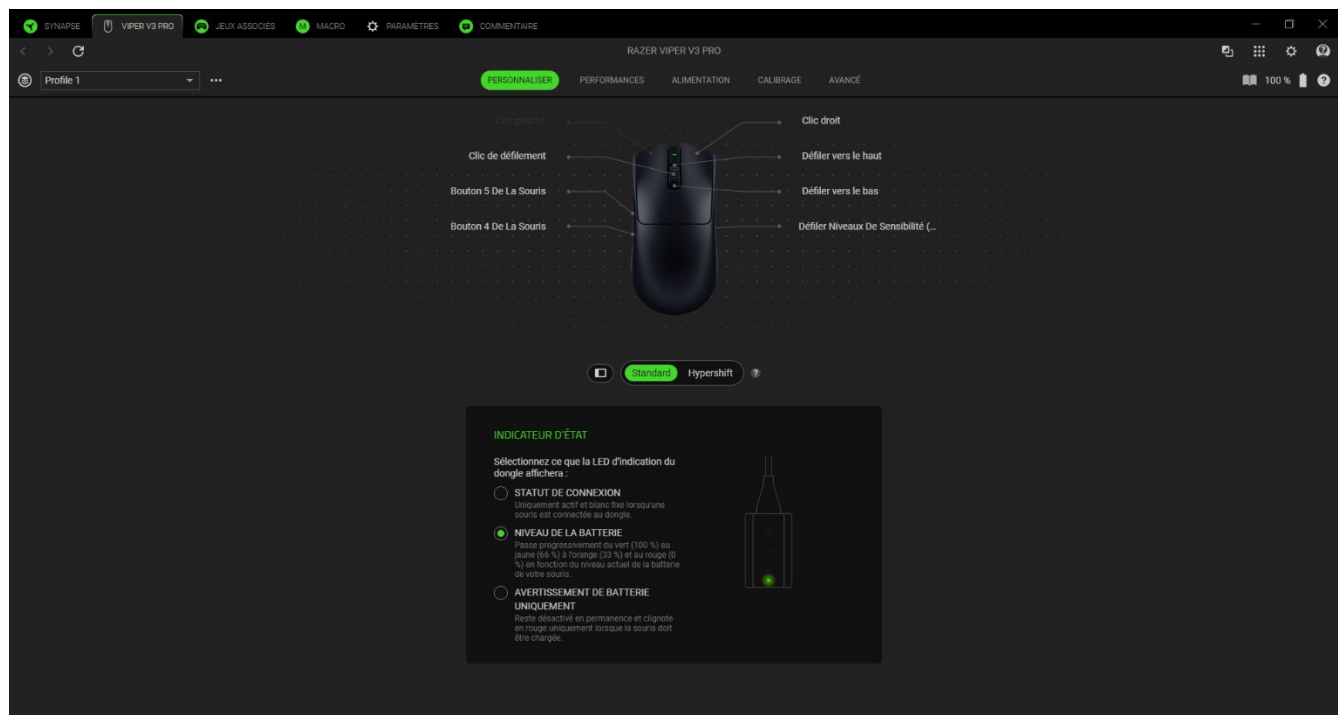 SYNAPSE
VIPER V3 PRO
JEUX ASSOCIÉS
M
MACRO
PARAMÈTRES
COMMENTAIRE
RAZER VIPER V3 PRO
Profile 1
PERSONNALISER
PERFORMANCES
ALIMENTATION
CALIBRAGE
AVANCÉ
100 %
Clic gauche
Clic droit
Clic de défilement
Défiler vers le haut
Bouton 5 De La Souris
Défiler vers le bas
Bouton 4 De La Souris
Défiler Niveaux De Sensibilité (...
Standard
Hypershift
?
INDICATEUR D'ÉTAT
Sélectionnez ce que la LED d'indication du
dongle affichera :
STATUT DE CONNEXION
Uniquement actif et blanc fixe lorsqu'une
souris est connectée au dongle.
NIVEAU DE LA BATTERIE
Passe progressivement du vert (100 %) au
jaune (66 %) à l'orange (33 %) et au rouge (0
%) en fonction du niveau actuel de la batterie
de votre souris.
AVERTISSEMENT DE BATTERIE
UNIQUEMENT
Reste désactivé en permanence et clignote
en rouge uniquement lorsque la souris doit
être chargée.